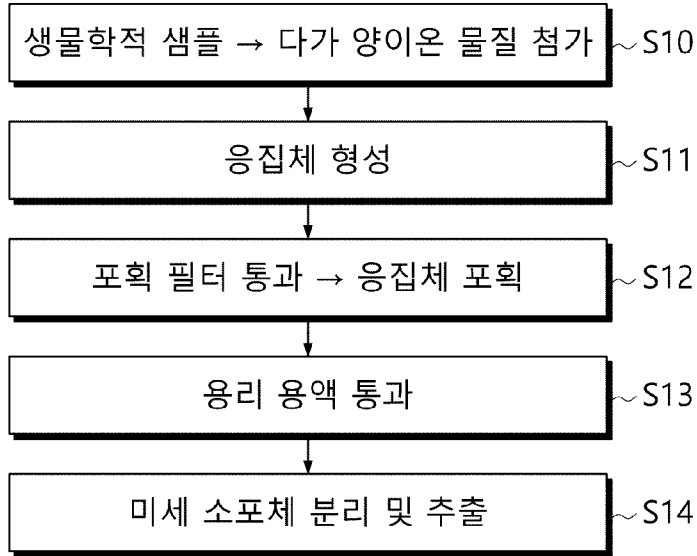 생물학적 샘플 → 다가 양이온 물질 첨가 S10
응집체 형성 S11
포획 필터 통과 → 응집체 포획 S12
용리 용액 통과 S13
미세 소포체 분리 및 추출 S14